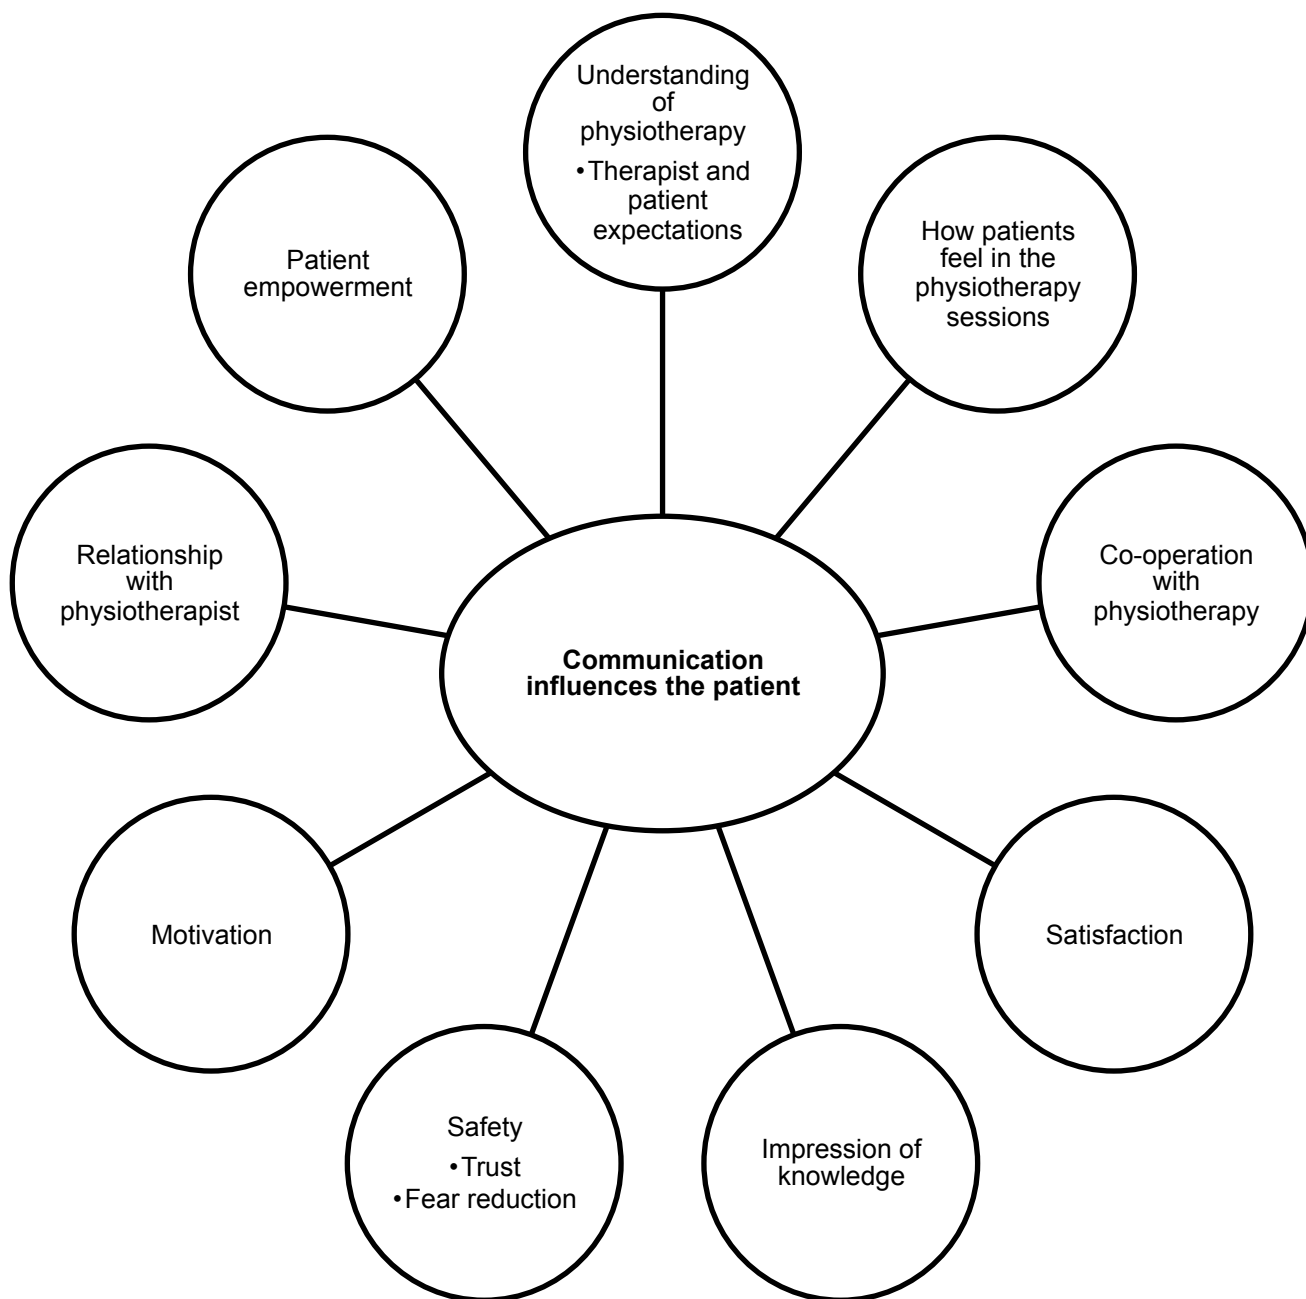 Understanding
of
physiotherapy
•Therapist and
patient
expectations
How patients
feel in the
physiotherapy
sessions
Co-operation
with
physiotherapy
Satisfaction
Impression of
knowledge
Safety
•Trust
•Fear reduction
Motivation
Relationship
with
physiotherapist
Patient
empowerment
Communication
influences the patient